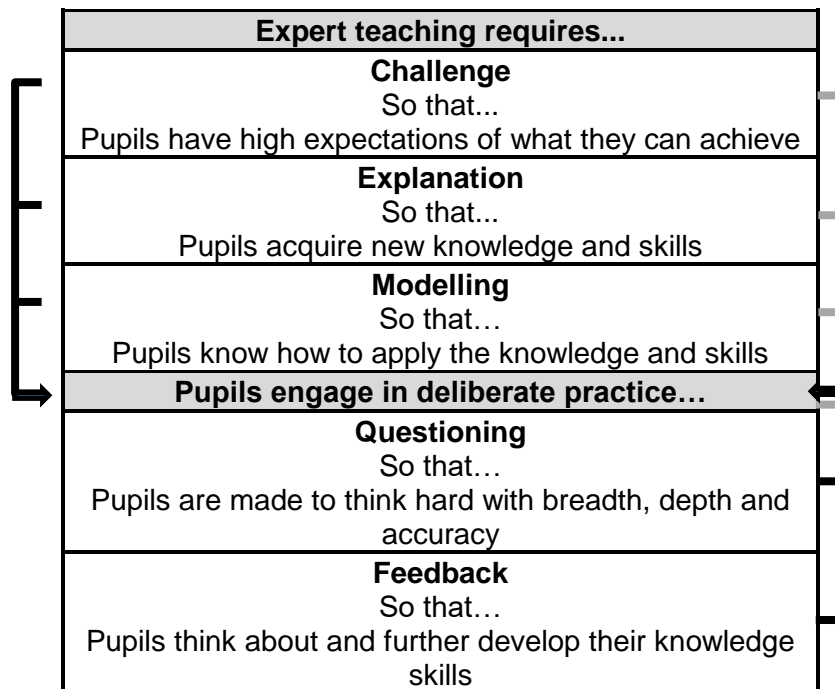 Expert teaching requires...
Challenge
So that...
Pupils have high expectations of what they can achieve
Explanation
So that...
Pupils acquire new knowledge and skills
Modelling
So that…
Pupils know how to apply the knowledge and skills
Pupils engage in deliberate practice…
Questioning
So that…
Pupils are made to think hard with breadth, depth and
accuracy
Feedback
So that…
Pupils think about and further develop their knowledge
skills